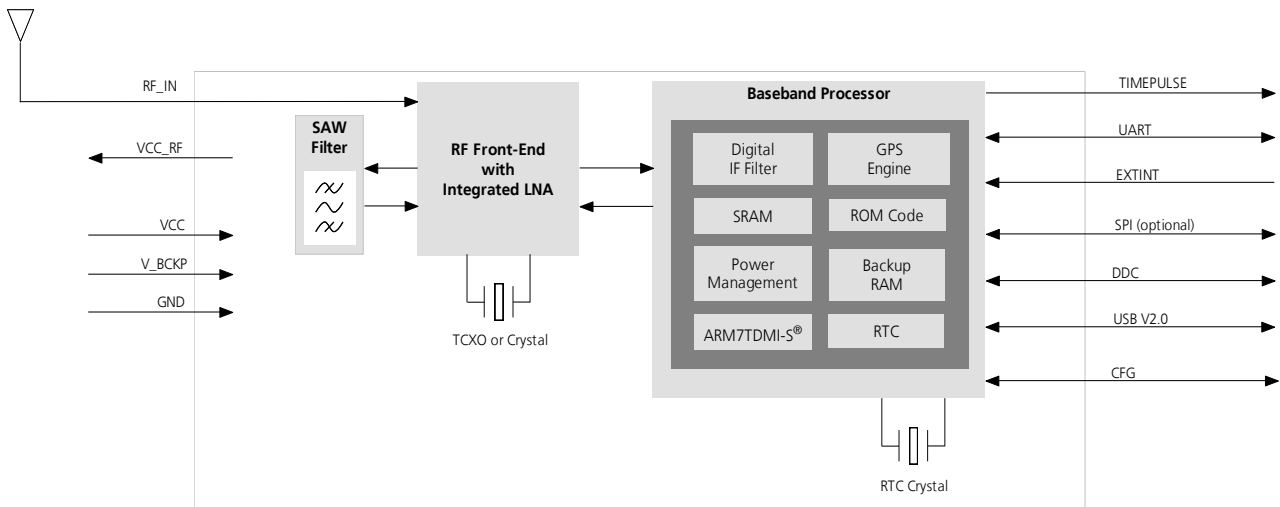 RF_IN
VCC_RF
VCC
V_BCKP
GND
SAW
Filter
RF Front-End
with
Integrated LNA
TCXO or Crystal
Baseband Processor
Digital
IF Filter
GPS
Engine
SRAM
ROM Code
Power
Management
Backup
RAM
ARM7TDMI-S®
RTC
RTC Crystal
TIMEPULSE
UART
EXTINT
SPI (optional)
DDC
USB V2.0
CFG